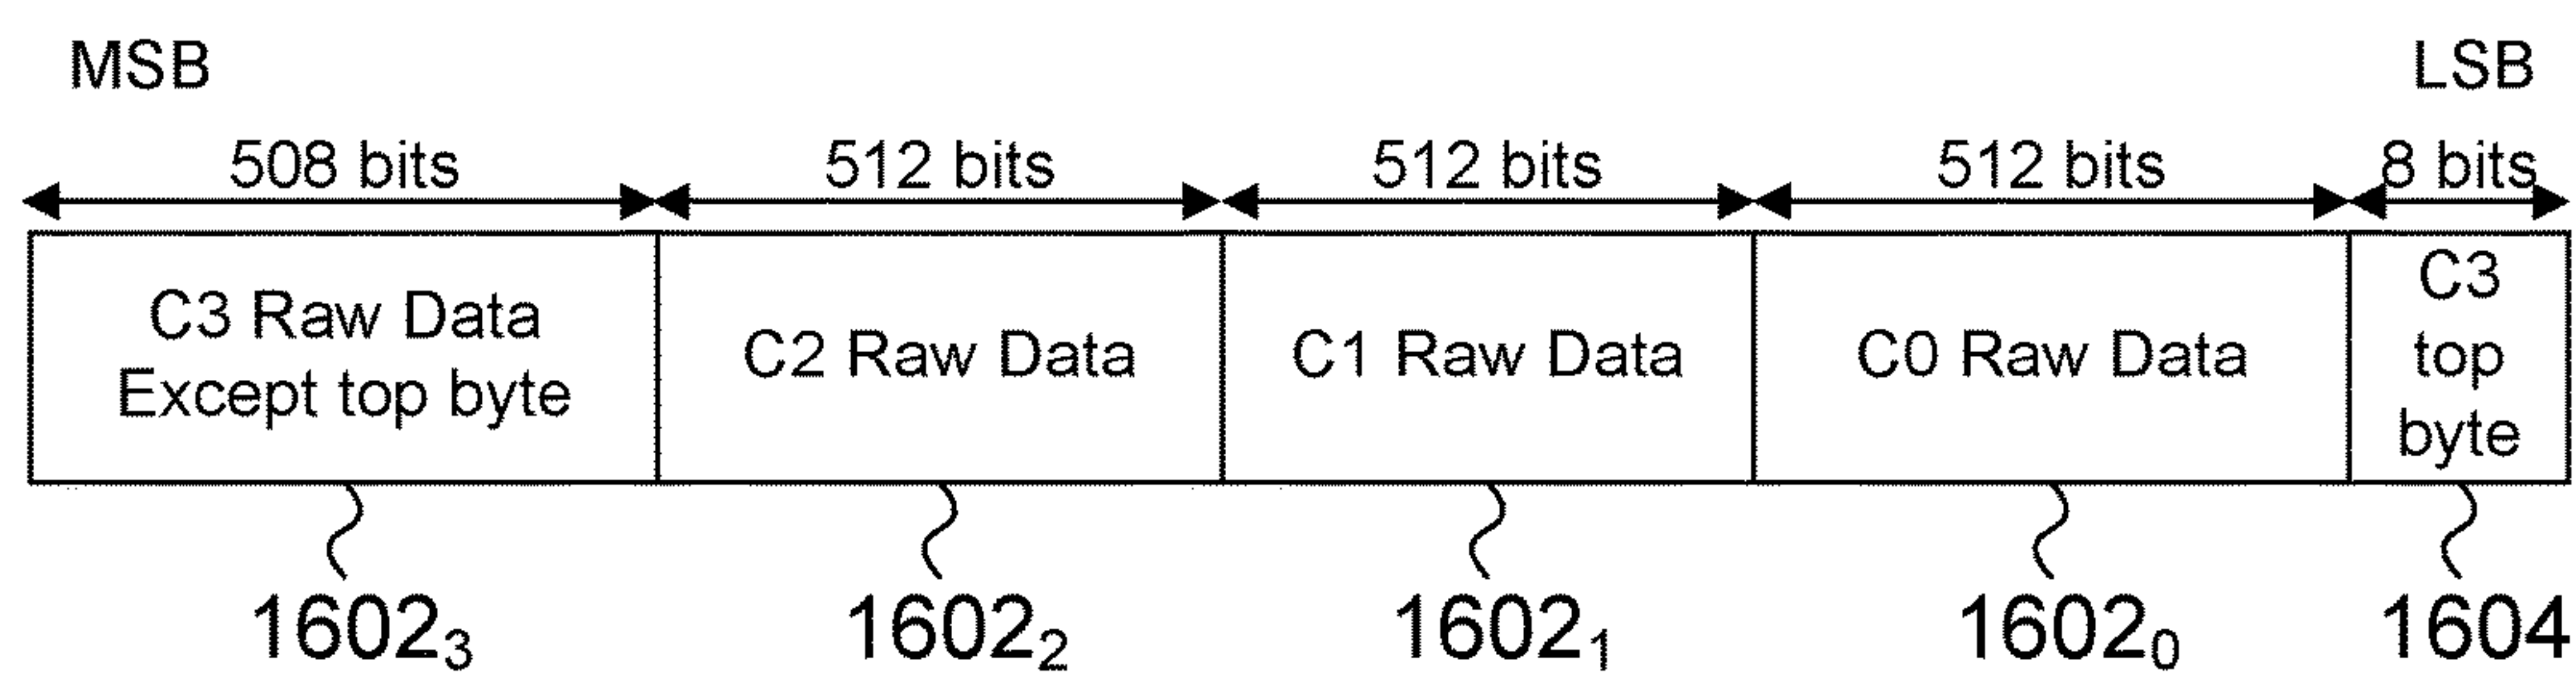 MSB LSB
508 bits 512 bits 512 bits 512 bits 8 bits
C3 Raw Data
Except top byte
C2 Raw Data
C1 Raw Data
C0 Raw Data
C3
top
byte
1602₃ 1602₂ 1602₁ 1602₀ 1604